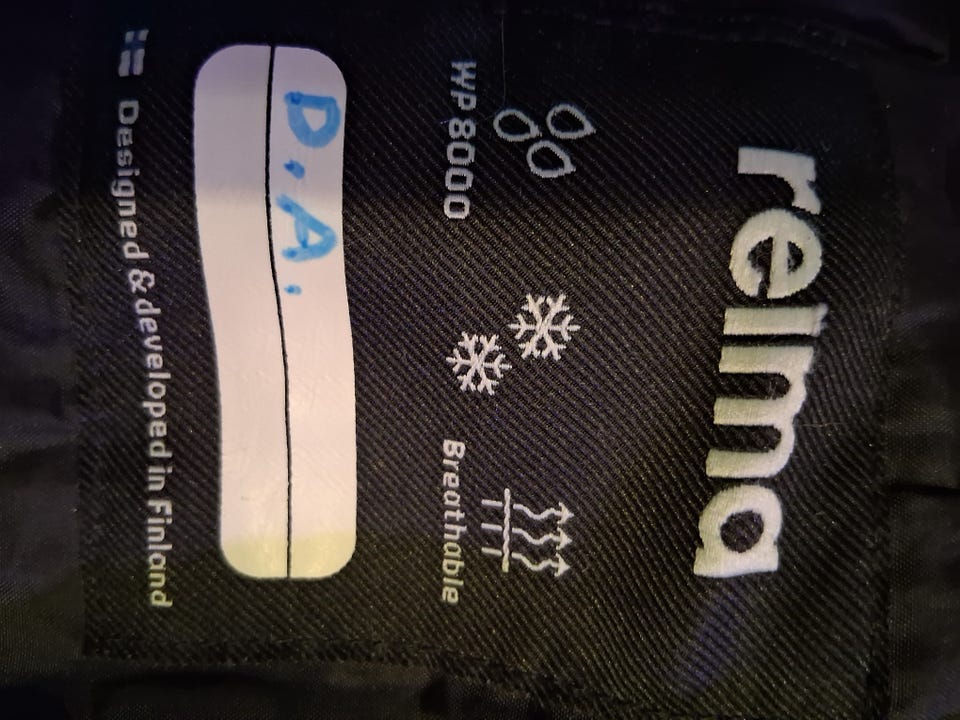 reima
WP 8000
Breathable
D.A.
Designed & developed in Finland